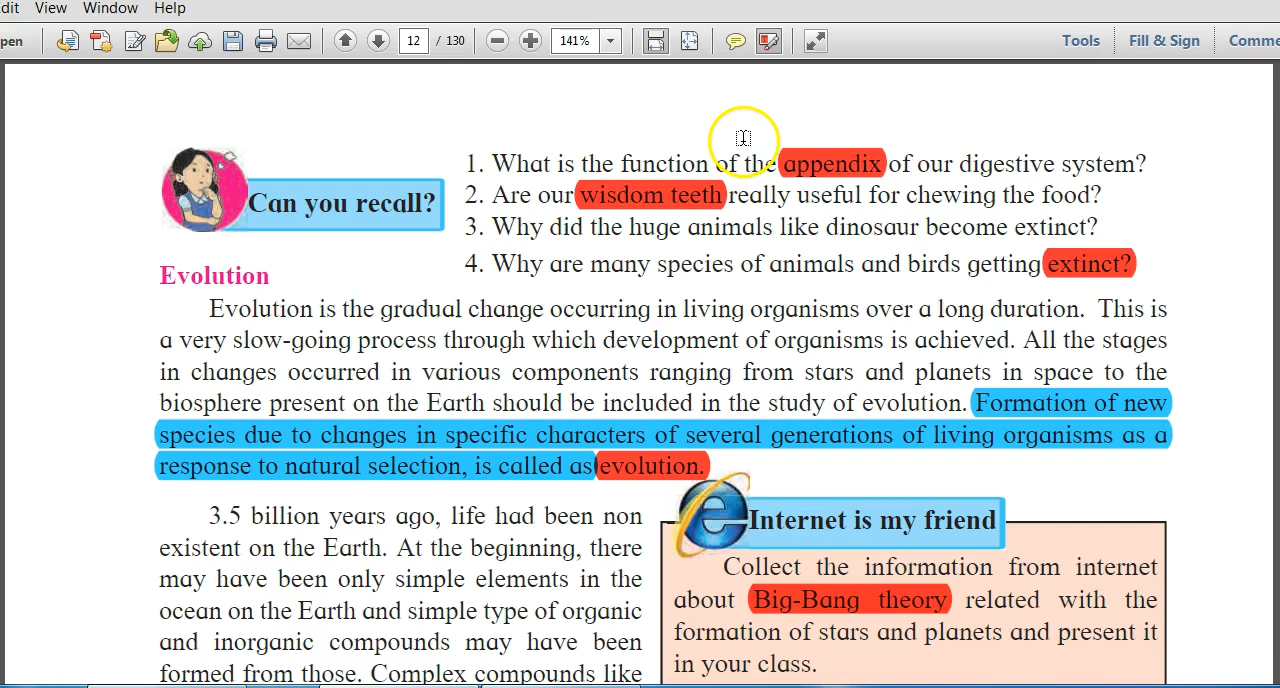 dit View Window Help
pen 12 / 130 141% Tools Fill & Sign Comme
1. What is the function of the appendix of our digestive system?
2. Are our wisdom teeth really useful for chewing the food?
Can you recall?
3. Why did the huge animals like dinosaur become extinct?
4. Why are many species of animals and birds getting extinct?
Evolution
Evolution is the gradual change occurring in living organisms over a long duration. This is
a very slow-going process through which development of organisms is achieved. All the stages
in changes occurred in various components ranging from stars and planets in space to the
biosphere present on the Earth should be included in the study of evolution. Formation of new
species due to changes in specific characters of several generations of living organisms as a
response to natural selection, is called as evolution.
3.5 billion years ago, life had been non
existent on the Earth. At the beginning, there
may have been only simple elements in the
ocean on the Earth and simple type of organic
and inorganic compounds may have been
formed from those. Complex compounds like
Internet is my friend
Collect the information from internet
about Big-Bang theory related with the
formation of stars and planets and present it
in your class.